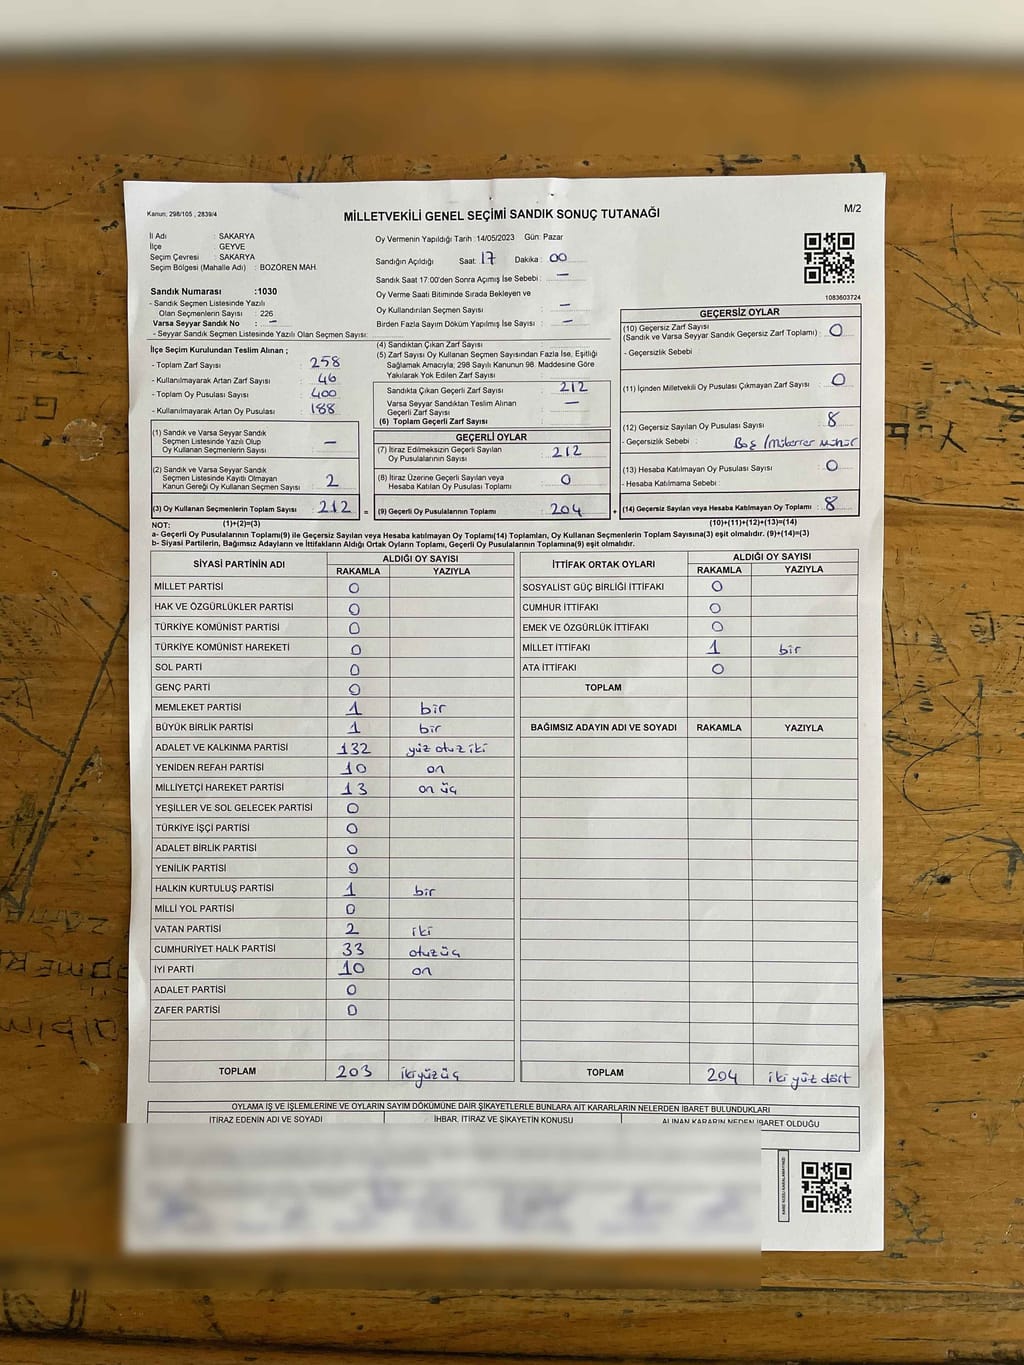 Kanun; 298/105 , 2839/4
MİLLETVEKİLİ GENEL SEÇİMİ SANDIK SONUÇ TUTANAĞI
M/2
İl Adı : SAKARYA
İlçe : GEYVE
Seçim Çevresi : SAKARYA
Seçim Bölgesi (Mahalle Adı) : BOZÖREN MAH.
Sandık Numarası :1030
- Sandık Seçmen Listesinde Yazılı
Olan Seçmenlerin Sayısı : 226
Varsa Seyyar Sandık No : –
- Seyyar Sandık Seçmen Listesinde Yazılı Olan Seçmen Sayısı:
Oy Vermenin Yapıldığı Tarih :14/05/2023 Gün: Pazar
Sandığın Açıldığı Saat: 17 Dakika: 00
Sandık Saat 17:00'den Sonra Açımış İse Sebebi : –
Oy Verme Saati Bitiminde Sırada Bekleyen ve
Oy Kullandırılan Seçmen Sayısı : –
Birden Fazla Sayım Döküm Yapılmış İse Sayısı : –
1083603724
İlçe Seçim Kurulundan Teslim Alınan ;
- Toplam Zarf Sayısı : 258
- Kullanılmayarak Artan Zarf Sayısı : 46
- Toplam Oy Pusulası Sayısı : 400
- Kullanılmayarak Artan Oy Pusulası : 188
(4) Sandıktan Çıkan Zarf Sayısı :
(5) Zarf Sayısı Oy Kullanan Seçmen Sayısından Fazla İse, Eşitliği
Sağlamak Amacıyla; 298 Sayılı Kanunun 98. Maddesine Göre
Yakılarak Yok Edilen Zarf Sayısı :
Sandıkta Çıkan Geçerli Zarf Sayısı : 212
Varsa Seyyar Sandıktan Teslim Alınan
Geçerli Zarf Sayısı : –
(6) Toplam Geçerli Zarf Sayısı :
GEÇERSİZ OYLAR
(10) Geçersiz Zarf Sayısı
(Sandık ve Varsa Seyyar Sandık Geçersiz Zarf Toplamı) : 0
- Geçersizlik Sebebi
(11) İçinden Milletvekili Oy Pusulası Çıkmayan Zarf Sayısı : 0
(12) Geçersiz Sayılan Oy Pusulası Sayısı : 8
- Geçersizlik Sebebi : Boş / Mükerrer Mühür
(13) Hesaba Katılmayan Oy Pusulası Sayısı : 0
- Hesaba Katılmama Sebebi :
(14) Geçersiz Sayılan veya Hesaba Katılmayan Oy Toplamı : 8
(1) Sandık ve Varsa Seyyar Sandık
Seçmen Listesinde Yazılı Olup
Oy Kullanan Seçmenlerin Sayısı : –
(2) Sandık ve Varsa Seyyar Sandık
Seçmen Listesinde Kayıtlı Olmayan
Kanun Gereği Oy Kullanan Seçmen Sayısı : 2
(3) Oy Kullanan Seçmenlerin Toplam Sayısı : 212 =
GEÇERLİ OYLAR
(7) İtiraz Edilmeksizin Geçerli Sayılan
Oy Pusulalarının Sayısı : 212
(8) İtiraz Üzerine Geçerli Sayılan veya
Hesaba Katılan Oy Pusulası Toplamı : 0
(9) Geçerli Oy Pusulalarının Toplamı : 204 +
NOT: (1)+(2)=(3) (10)+(11)+(12)+(13)=(14)
a- Geçerli Oy Pusulalarının Toplamı(9) ile Geçersiz Sayılan veya Hesaba katılmayan Oy Toplamı(14) Toplamları, Oy Kullanan Seçmenlerin Toplam Sayısına(3) eşit olmalıdır. (9)+(14)=(3)
b- Siyasi Partilerin, Bağımsız Adayların ve İttifakların Aldığı Ortak Oyların Toplamı, Geçerli Oy Pusulalarının Toplamına(9) eşit olmalıdır.
SİYASİ PARTİNİN ADI ALDIĞI OY SAYISI
RAKAMLA YAZIYLA
MİLLET PARTİSİ 0
HAK VE ÖZGÜRLÜKLER PARTİSİ 0
TÜRKİYE KOMÜNİST PARTİSİ 0
TÜRKİYE KOMÜNİST HAREKETİ 0
SOL PARTİ 0
GENÇ PARTİ 0
MEMLEKET PARTİSİ 1 bir
BÜYÜK BİRLİK PARTİSİ 1 bir
ADALET VE KALKINMA PARTİSİ 132 yüz otuz iki
YENİDEN REFAH PARTİSİ 10 on
MİLLİYETÇİ HAREKET PARTİSİ 13 on üç
YEŞİLLER VE SOL GELECEK PARTİSİ 0
TÜRKİYE İŞÇİ PARTİSİ 0
ADALET BİRLİK PARTİSİ 0
YENİLİK PARTİSİ 0
HALKIN KURTULUŞ PARTİSİ 1 bir
MİLLİ YOL PARTİSİ 0
VATAN PARTİSİ 2 iki
CUMHURİYET HALK PARTİSİ 33 otuzüç
İYİ PARTİ 10 on
ADALET PARTİSİ 0
ZAFER PARTİSİ 0
TOPLAM 203 ikiyüzüç
İTTİFAK ORTAK OYLARI ALDIĞI OY SAYISI
RAKAMLA YAZIYLA
SOSYALİST GÜÇ BİRLİĞİ İTTİFAKI 0
CUMHUR İTTİFAKI 0
EMEK VE ÖZGÜRLÜK İTTİFAKI 0
MİLLET İTTİFAKI 1 bir
ATA İTTİFAKI 0
TOPLAM
BAĞIMSIZ ADAYIN ADI VE SOYADI RAKAMLA YAZIYLA
TOPLAM 204 iki yüz dört
OYLAMA İŞ VE İŞLEMLERİNE VE OYLARIN SAYIM DÖKÜMÜNE DAİR ŞİKAYETLERLE BUNLARA AİT KARARLARIN NELERDEN İBARET BULUNDUKLARI
İTİRAZ EDENİN ADI VE SOYADI İHBAR, İTİRAZ VE ŞİKAYETİN KONUSU ALINAN KARARIN NEDEN İBARET OLDUĞU